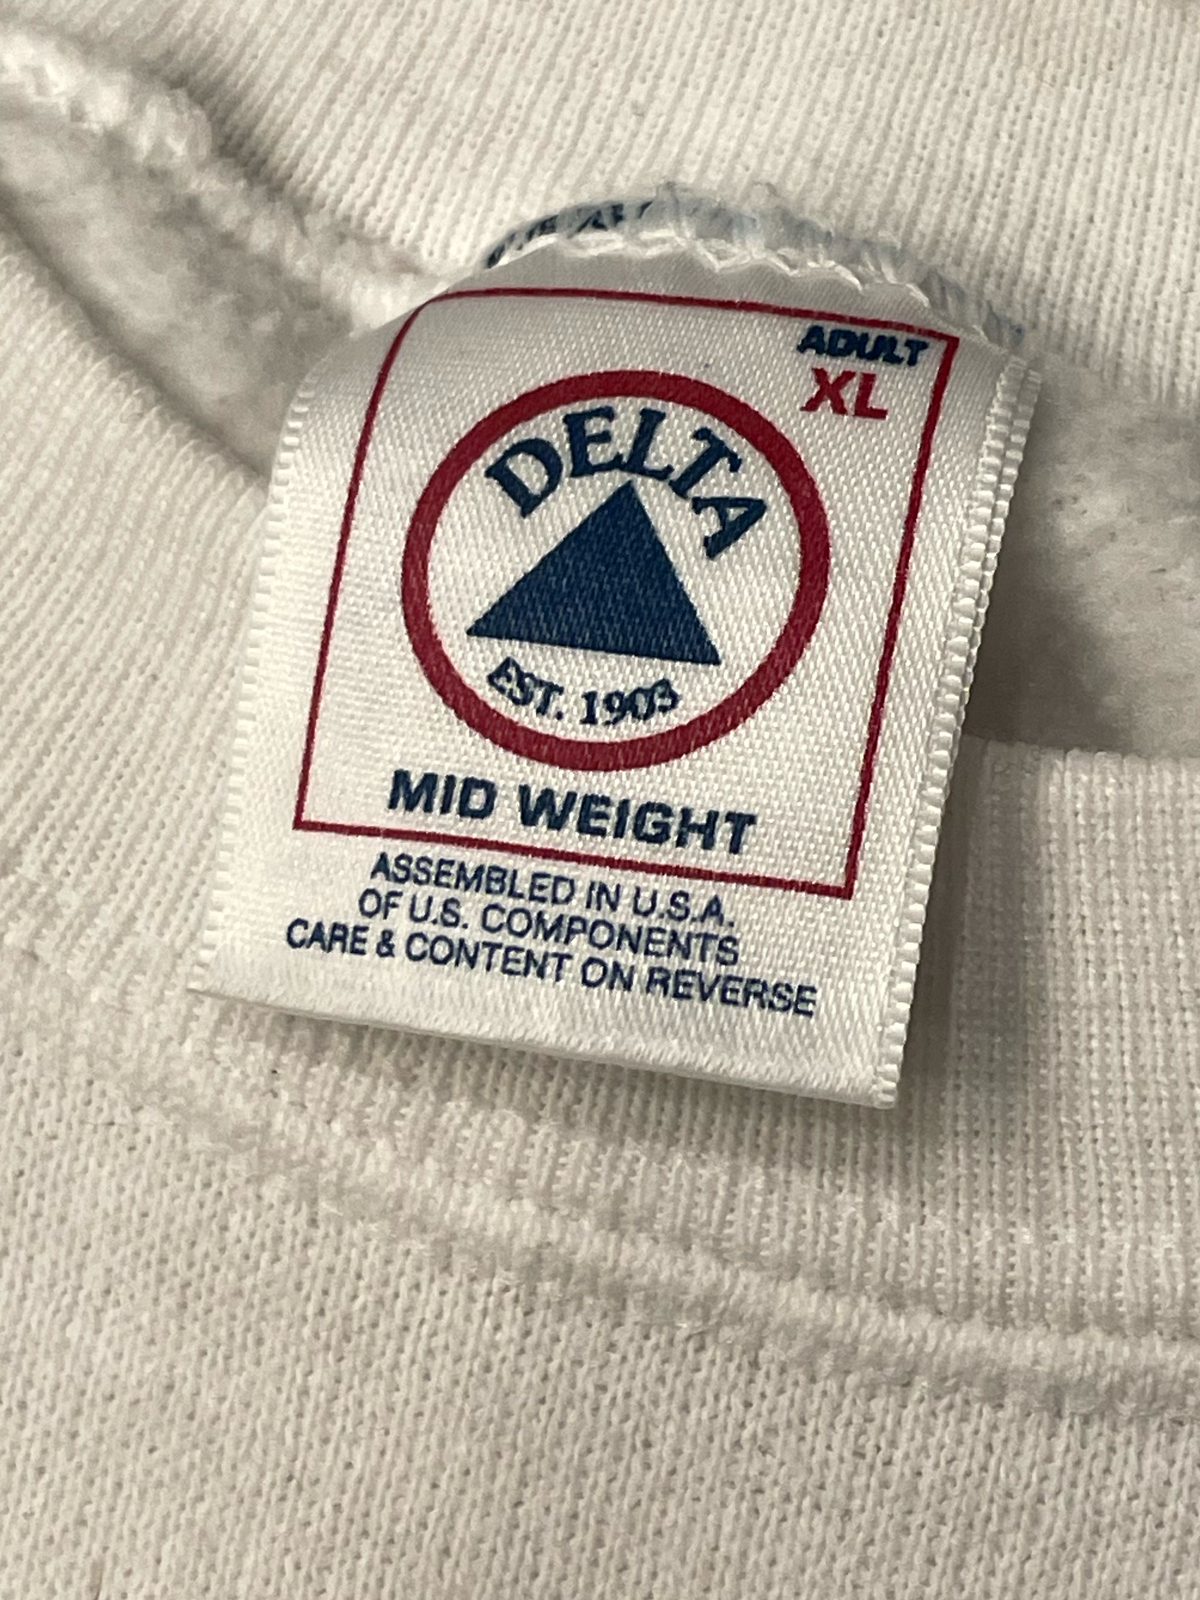 ADULT
XL
DELTA
EST. 1903
MID WEIGHT
ASSEMBLED IN U.S.A.
OF U.S. COMPONENTS
CARE & CONTENT ON REVERSE